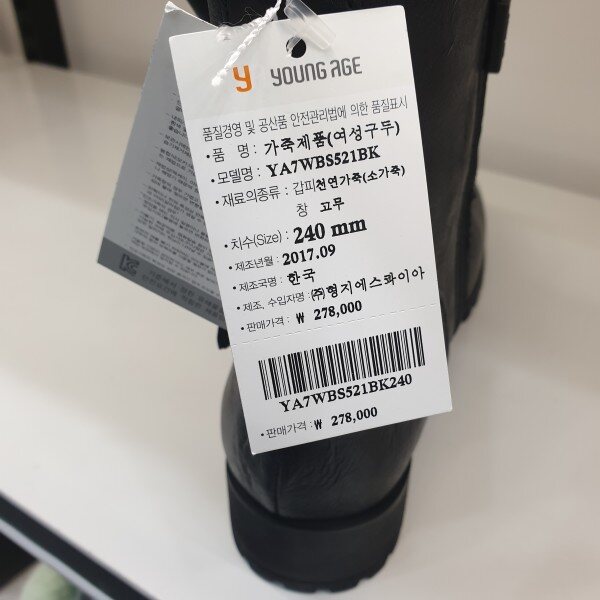 y YOUNG AGE
품질경영 및 공산품 안전관리법에 의한 품질표시
• 품 명 : 가죽제품(여성구두)
• 모델명 : YA7WBS521BK
• 재료의종류 : 갑피천연가죽(소가죽)
창 고무
• 치수(Size) : 240 mm
• 제조년월 : 2017.09
• 제조국명 : 한국
• 제조, 수입자명 : ㈜형지에스콰이아
• 판매가격 : ₩ 278,000
YA7WBS521BK240
• 판매가격 : ₩ 278,000